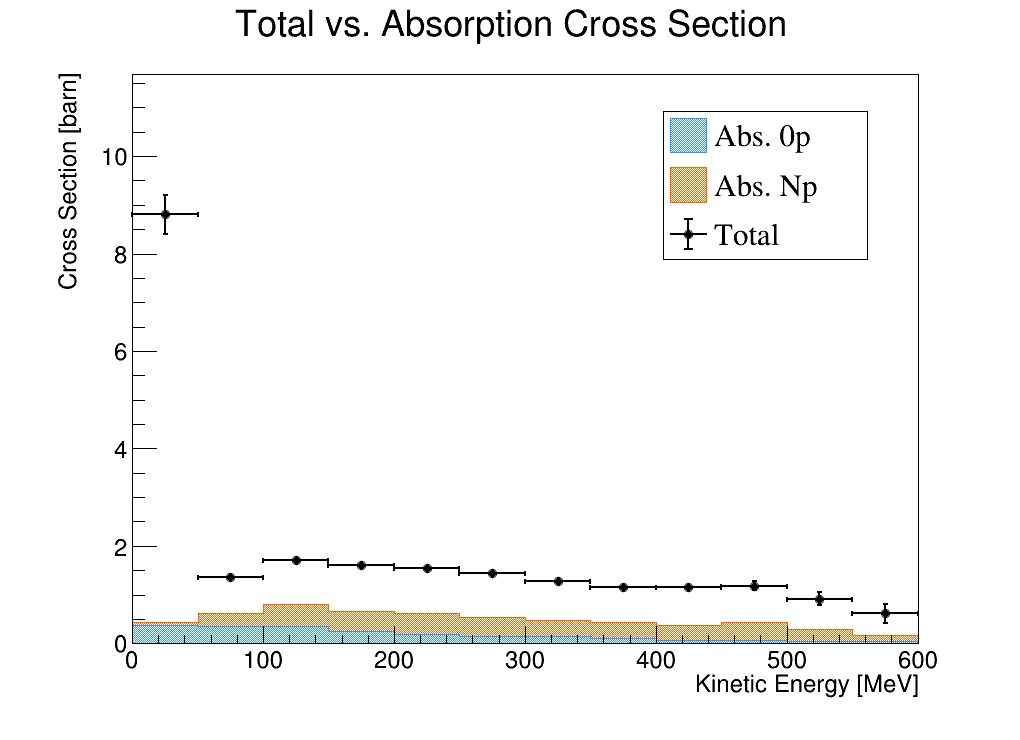 Total vs. Absorption Cross Section
Cross Section [barn]
10
8
6
4
2
0
Abs. 0p
Abs. Np
Total
0 100 200 300 400 500 600
Kinetic Energy [MeV]